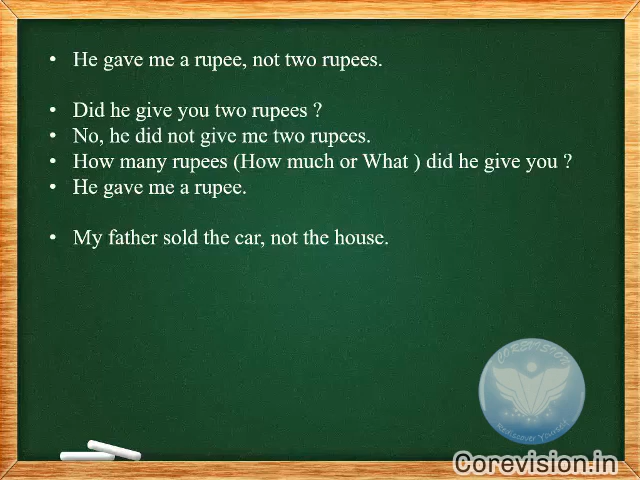 • He gave me a rupee, not two rupees.
• Did he give you two rupees ?
• No, he did not give me two rupees.
• How many rupees (How much or What ) did he give you ?
• He gave me a rupee.
• My father sold the car, not the house.
COREVISION
Rediscover Yourself
Corevision.in